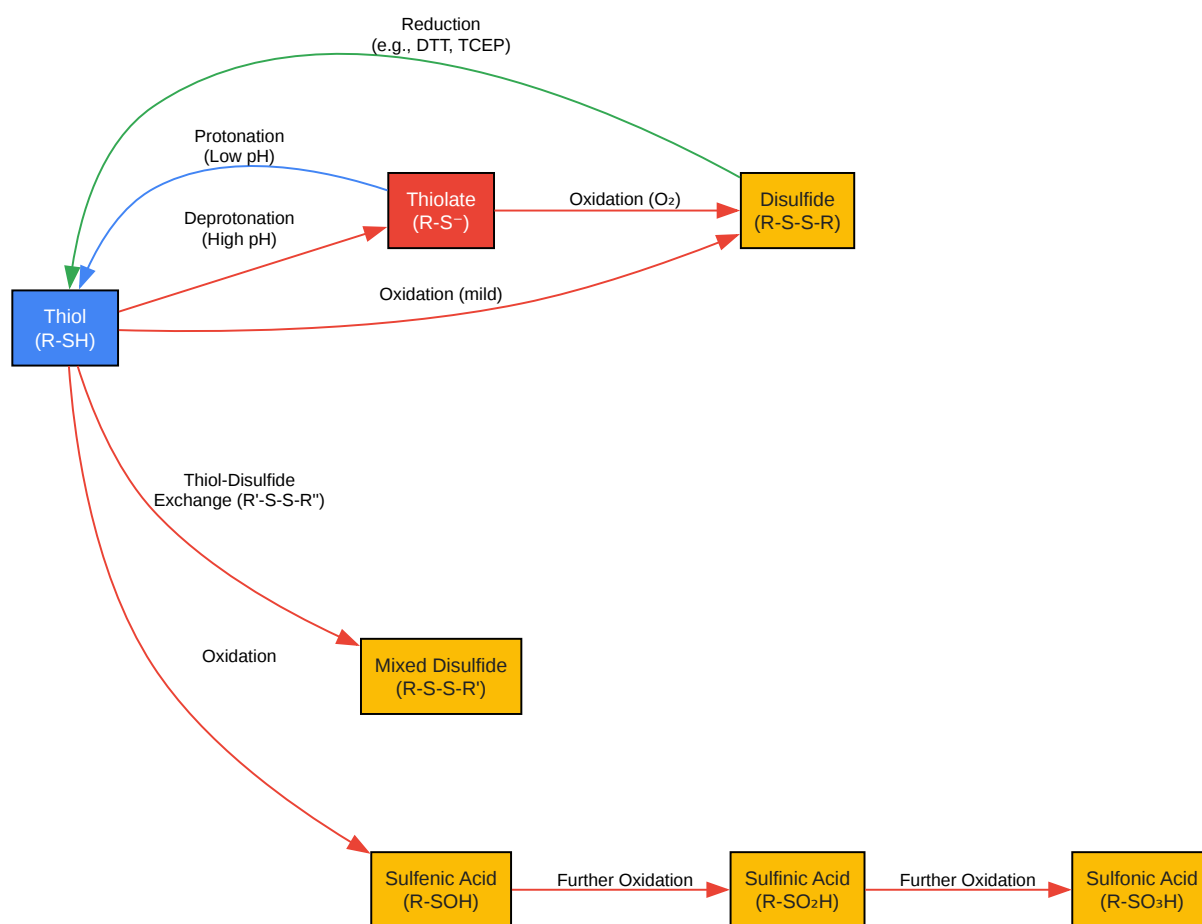 Reduction
(e.g., DTT, TCEP)
Protonation
(Low pH)
Thiolate
(R-S⁻)
Oxidation (O₂)
Disulfide
(R-S-S-R)
Deprotonation
(High pH)
Oxidation (mild)
Thiol
(R-SH)
Thiol-Disulfide
Exchange (R'-S-S-R'')
Oxidation
Mixed Disulfide
(R-S-S-R')
Sulfenic Acid
(R-SOH)
Further Oxidation
Sulfinic Acid
(R-SO₂H)
Further Oxidation
Sulfonic Acid
(R-SO₃H)